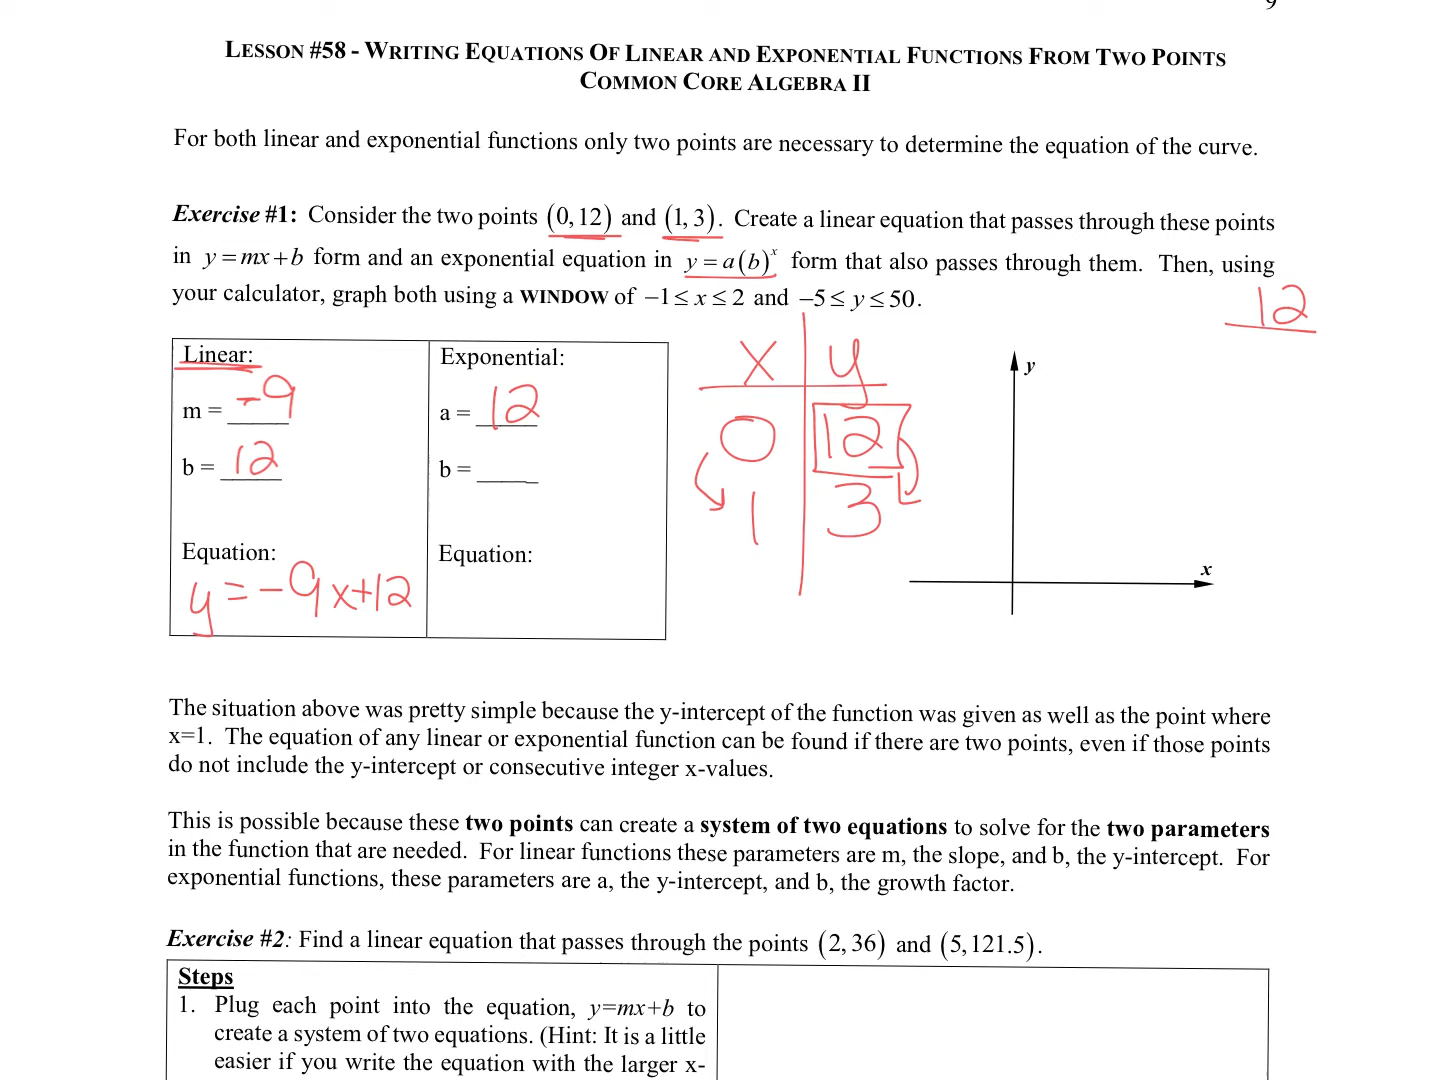 9
LESSON #58 - WRITING EQUATIONS OF LINEAR AND EXPONENTIAL FUNCTIONS FROM TWO POINTS
COMMON CORE ALGEBRA II
For both linear and exponential functions only two points are necessary to determine the equation of the curve.
Exercise #1: Consider the two points (0, 12) and (1, 3). Create a linear equation that passes through these points
in y = mx + b form and an exponential equation in y = a(b)^x form that also passes through them. Then, using
your calculator, graph both using a WINDOW of −1 ≤ x ≤ 2 and −5 ≤ y ≤ 50.
12
Linear:
m = -9
b = 12
Equation:
y = -9x+12
Exponential:
a = 12
b = ____
Equation:
x y
0 12
1 3
y
x
The situation above was pretty simple because the y-intercept of the function was given as well as the point where
x=1. The equation of any linear or exponential function can be found if there are two points, even if those points
do not include the y-intercept or consecutive integer x-values.
This is possible because these two points can create a system of two equations to solve for the two parameters
in the function that are needed. For linear functions these parameters are m, the slope, and b, the y-intercept. For
exponential functions, these parameters are a, the y-intercept, and b, the growth factor.
Exercise #2: Find a linear equation that passes through the points (2, 36) and (5, 121.5).
Steps
1. Plug each point into the equation, y=mx+b to
create a system of two equations. (Hint: It is a little
easier if you write the equation with the larger x-